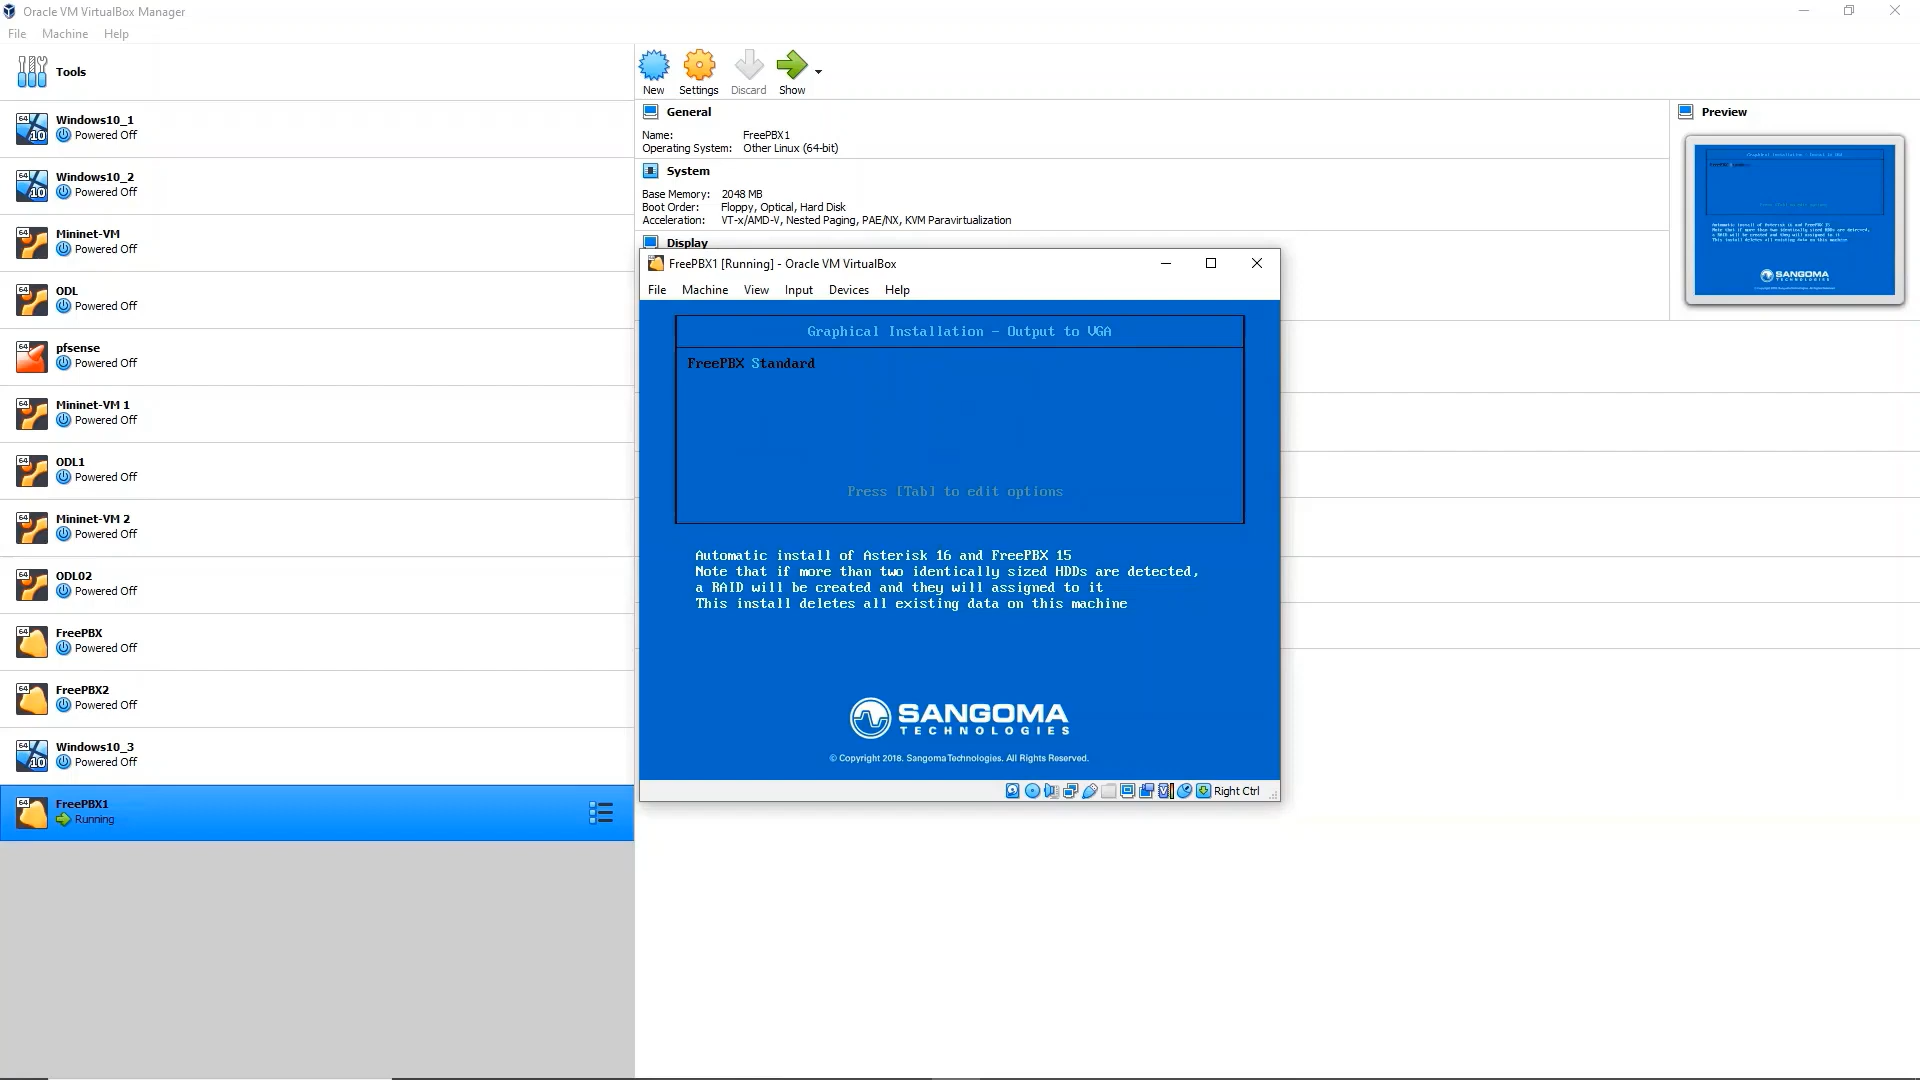 Oracle VM VirtualBox Manager
File Machine Help
Tools
Windows10_1
Powered Off
Windows10_2
Powered Off
Mininet-VM
Powered Off
ODL
Powered Off
pfsense
Powered Off
Mininet-VM 1
Powered Off
ODL1
Powered Off
Mininet-VM 2
Powered Off
ODL02
Powered Off
FreePBX
Powered Off
FreePBX2
Powered Off
Windows10_3
Powered Off
FreePBX1
Running
New Settings Discard Show
General
Name: FreePBX1
Operating System: Other Linux (64-bit)
System
Base Memory: 2048 MB
Boot Order: Floppy, Optical, Hard Disk
Acceleration: VT-x/AMD-V, Nested Paging, PAE/NX, KVM Paravirtualization
Display
Preview
FreePBX1 [Running] - Oracle VM VirtualBox
File Machine View Input Devices Help
Graphical Installation - Output to VGA
FreePBX Standard
Press [Tab] to edit options
Automatic install of Asterisk 16 and FreePBX 15
Note that if more than two identically sized HDDs are detected,
a RAID will be created and they will assigned to it
This install deletes all existing data on this machine
SANGOMA
TECHNOLOGIES
© Copyright 2018. Sangoma Technologies. All Rights Reserved.
Right Ctrl